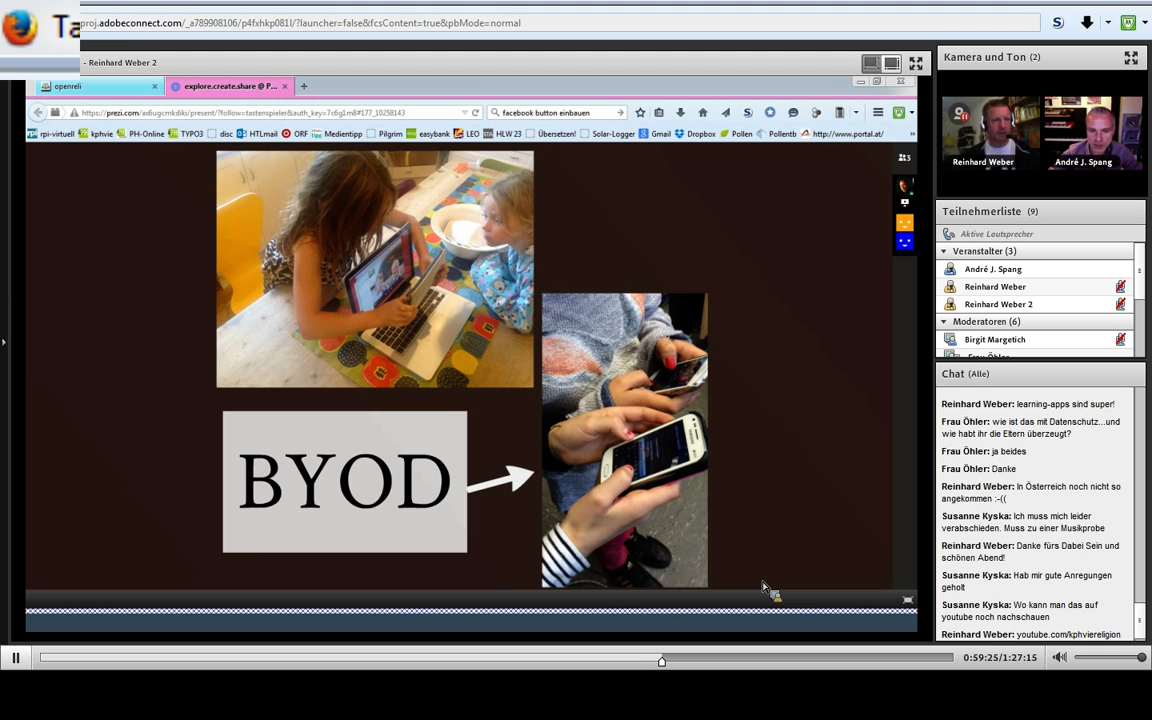 Ta
proj.adobeconnect.com/_a789908106/p4fxhkp081l/?launcher=false&fcsContent=true&pbMode=normal
- Reinhard Weber 2
openreli
explore.create.share @ P...
https://prezi.com/ax6ugcmkdiki/present/?follow=tastenspieler&auth_key=7c6g1m8#177_10258143
facebook button einbauen
rpi-virtuell kphvie PH-Online TYPO3 disc HTLmail ORF Medientipp Pilgrim easybank LEO HLW 23 Übersetzen! Solar-Logger Gmail Dropbox Pollen Pollentb http://www.portal.at/ »
3
BYOD
Kamera und Ton (2)
Reinhard Weber
André J. Spang
Teilnehmerliste (9)
Aktive Lautsprecher
Veranstalter (3)
André J. Spang
Reinhard Weber
Reinhard Weber 2
Moderatoren (6)
Birgit Margetich
Frau Öhler
Chat (Alle)
Reinhard Weber: learning-apps sind super!
Frau Öhler: wie ist das mit Datenschutz...und
wie habt ihr die Eltern überzeugt?
Frau Öhler: ja beides
Frau Öhler: Danke
Reinhard Weber: In Österreich noch nicht so
angekommen :-((
Susanne Kyska: Ich muss mich leider
verabschieden. Muss zu einer Musikprobe
Reinhard Weber: Danke fürs Dabei Sein und
schönen Abend!
Susanne Kyska: Hab mir gute Anregungen
geholt
Susanne Kyska: Wo kann man das auf
youtube noch nachschauen
Reinhard Weber: youtube.com/kphviereligion
0:59:25/1:27:15